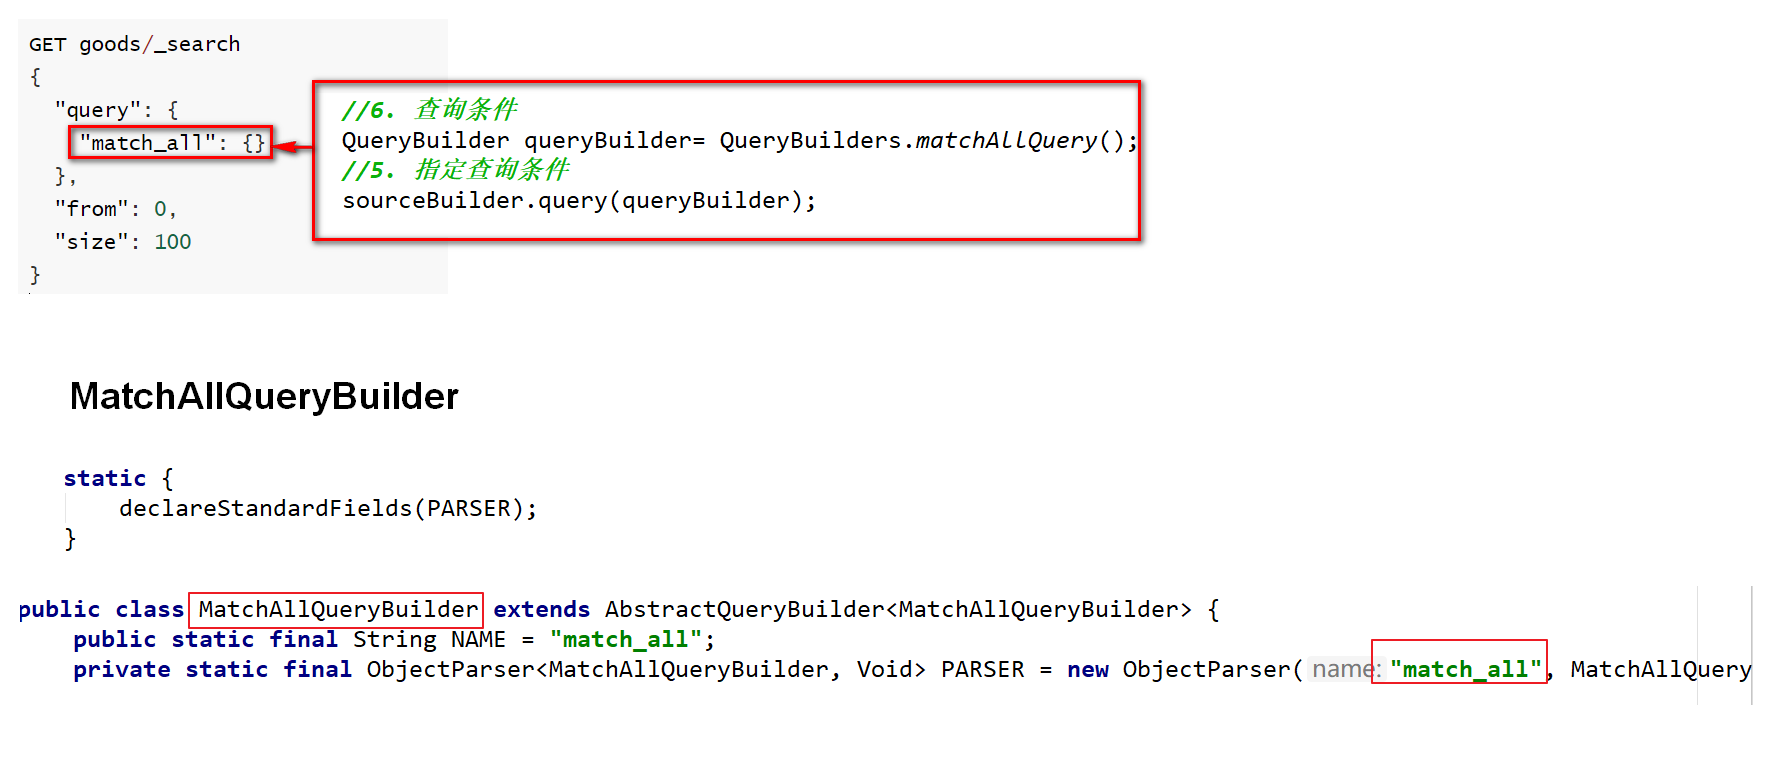 GET goods/_search
{
"query": {
"match_all": {}
},
"from": 0,
"size": 100
}
//6. 查询条件
QueryBuilder queryBuilder= QueryBuilders.matchAllQuery();
//5. 指定查询条件
sourceBuilder.query(queryBuilder);
MatchAllQueryBuilder
static {
declareStandardFields(PARSER);
}
public class MatchAllQueryBuilder extends AbstractQueryBuilder<MatchAllQueryBuilder> {
public static final String NAME = "match_all";
private static final ObjectParser<MatchAllQueryBuilder, Void> PARSER = new ObjectParser( name: "match_all", MatchAllQuery